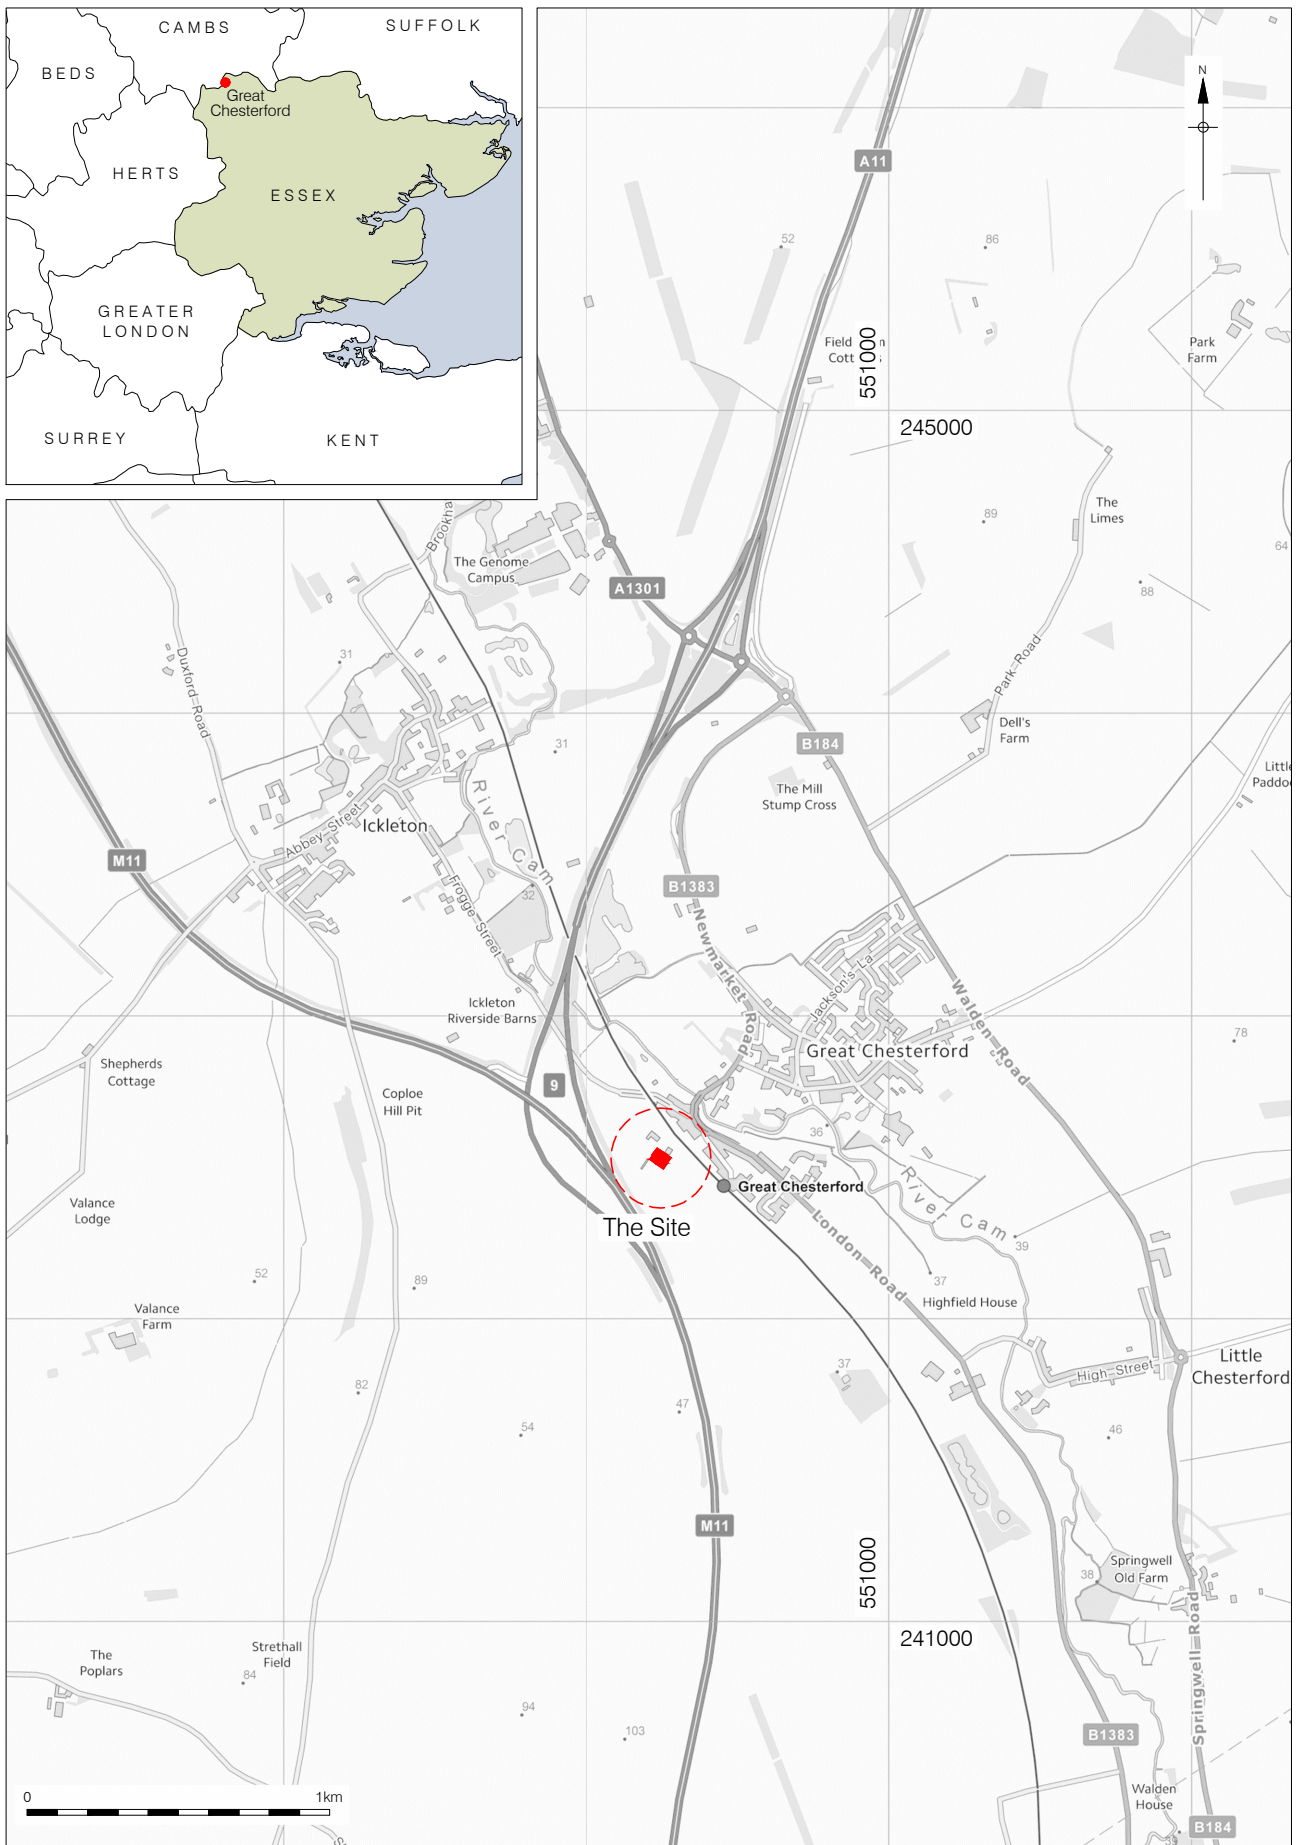 CAMBS
SUFFOLK
BEDS
Great
Chesterford
HERTS
ESSEX
GREATER
LONDON
SURREY
KENT
N
A11
52
86
Park
Farm
551000
245000
The
Limes
89
64
88
The Genome
Campus
A1301
Duxford Road
31
Park Road
Dell's
Farm
31
B184
The Mill
Stump Cross
River Cam
Abbey Street
Ickleton
M11
32
Frogge Street
B1383
Newmarket Road
Jackson's La
Walden Road
Ickleton
Riverside Barns
78
Great Chesterford
Shepherds
Cottage
9
Coploe
Hill Pit
36
Great Chesterford
River Cam
Valance
Lodge
The Site
London Road
39
52
89
37
Highfield House
Valance
Farm
37
High Street
Little
Chesterford
82
47
54
46
M11
551000
Springwell
Old Farm
38
241000
The
Poplars
Strethall
Field
84
Springwell Road
94
103
B1383
Walden
House
0
1km
B184
39